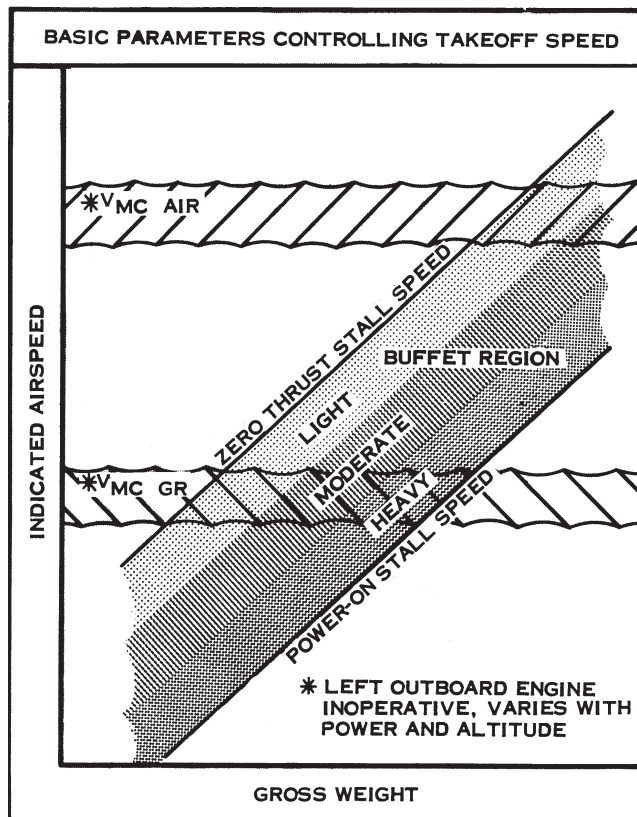 BASIC PARAMETERS CONTROLLING TAKEOFF SPEED
INDICATED AIRSPEED
*VMC AIR
ZERO THRUST STALL SPEED
BUFFET REGION
LIGHT
MODERATE
*VMC GR
HEAVY
POWER-ON STALL SPEED
* LEFT OUTBOARD ENGINE
INOPERATIVE, VARIES WITH
POWER AND ALTITUDE
GROSS WEIGHT